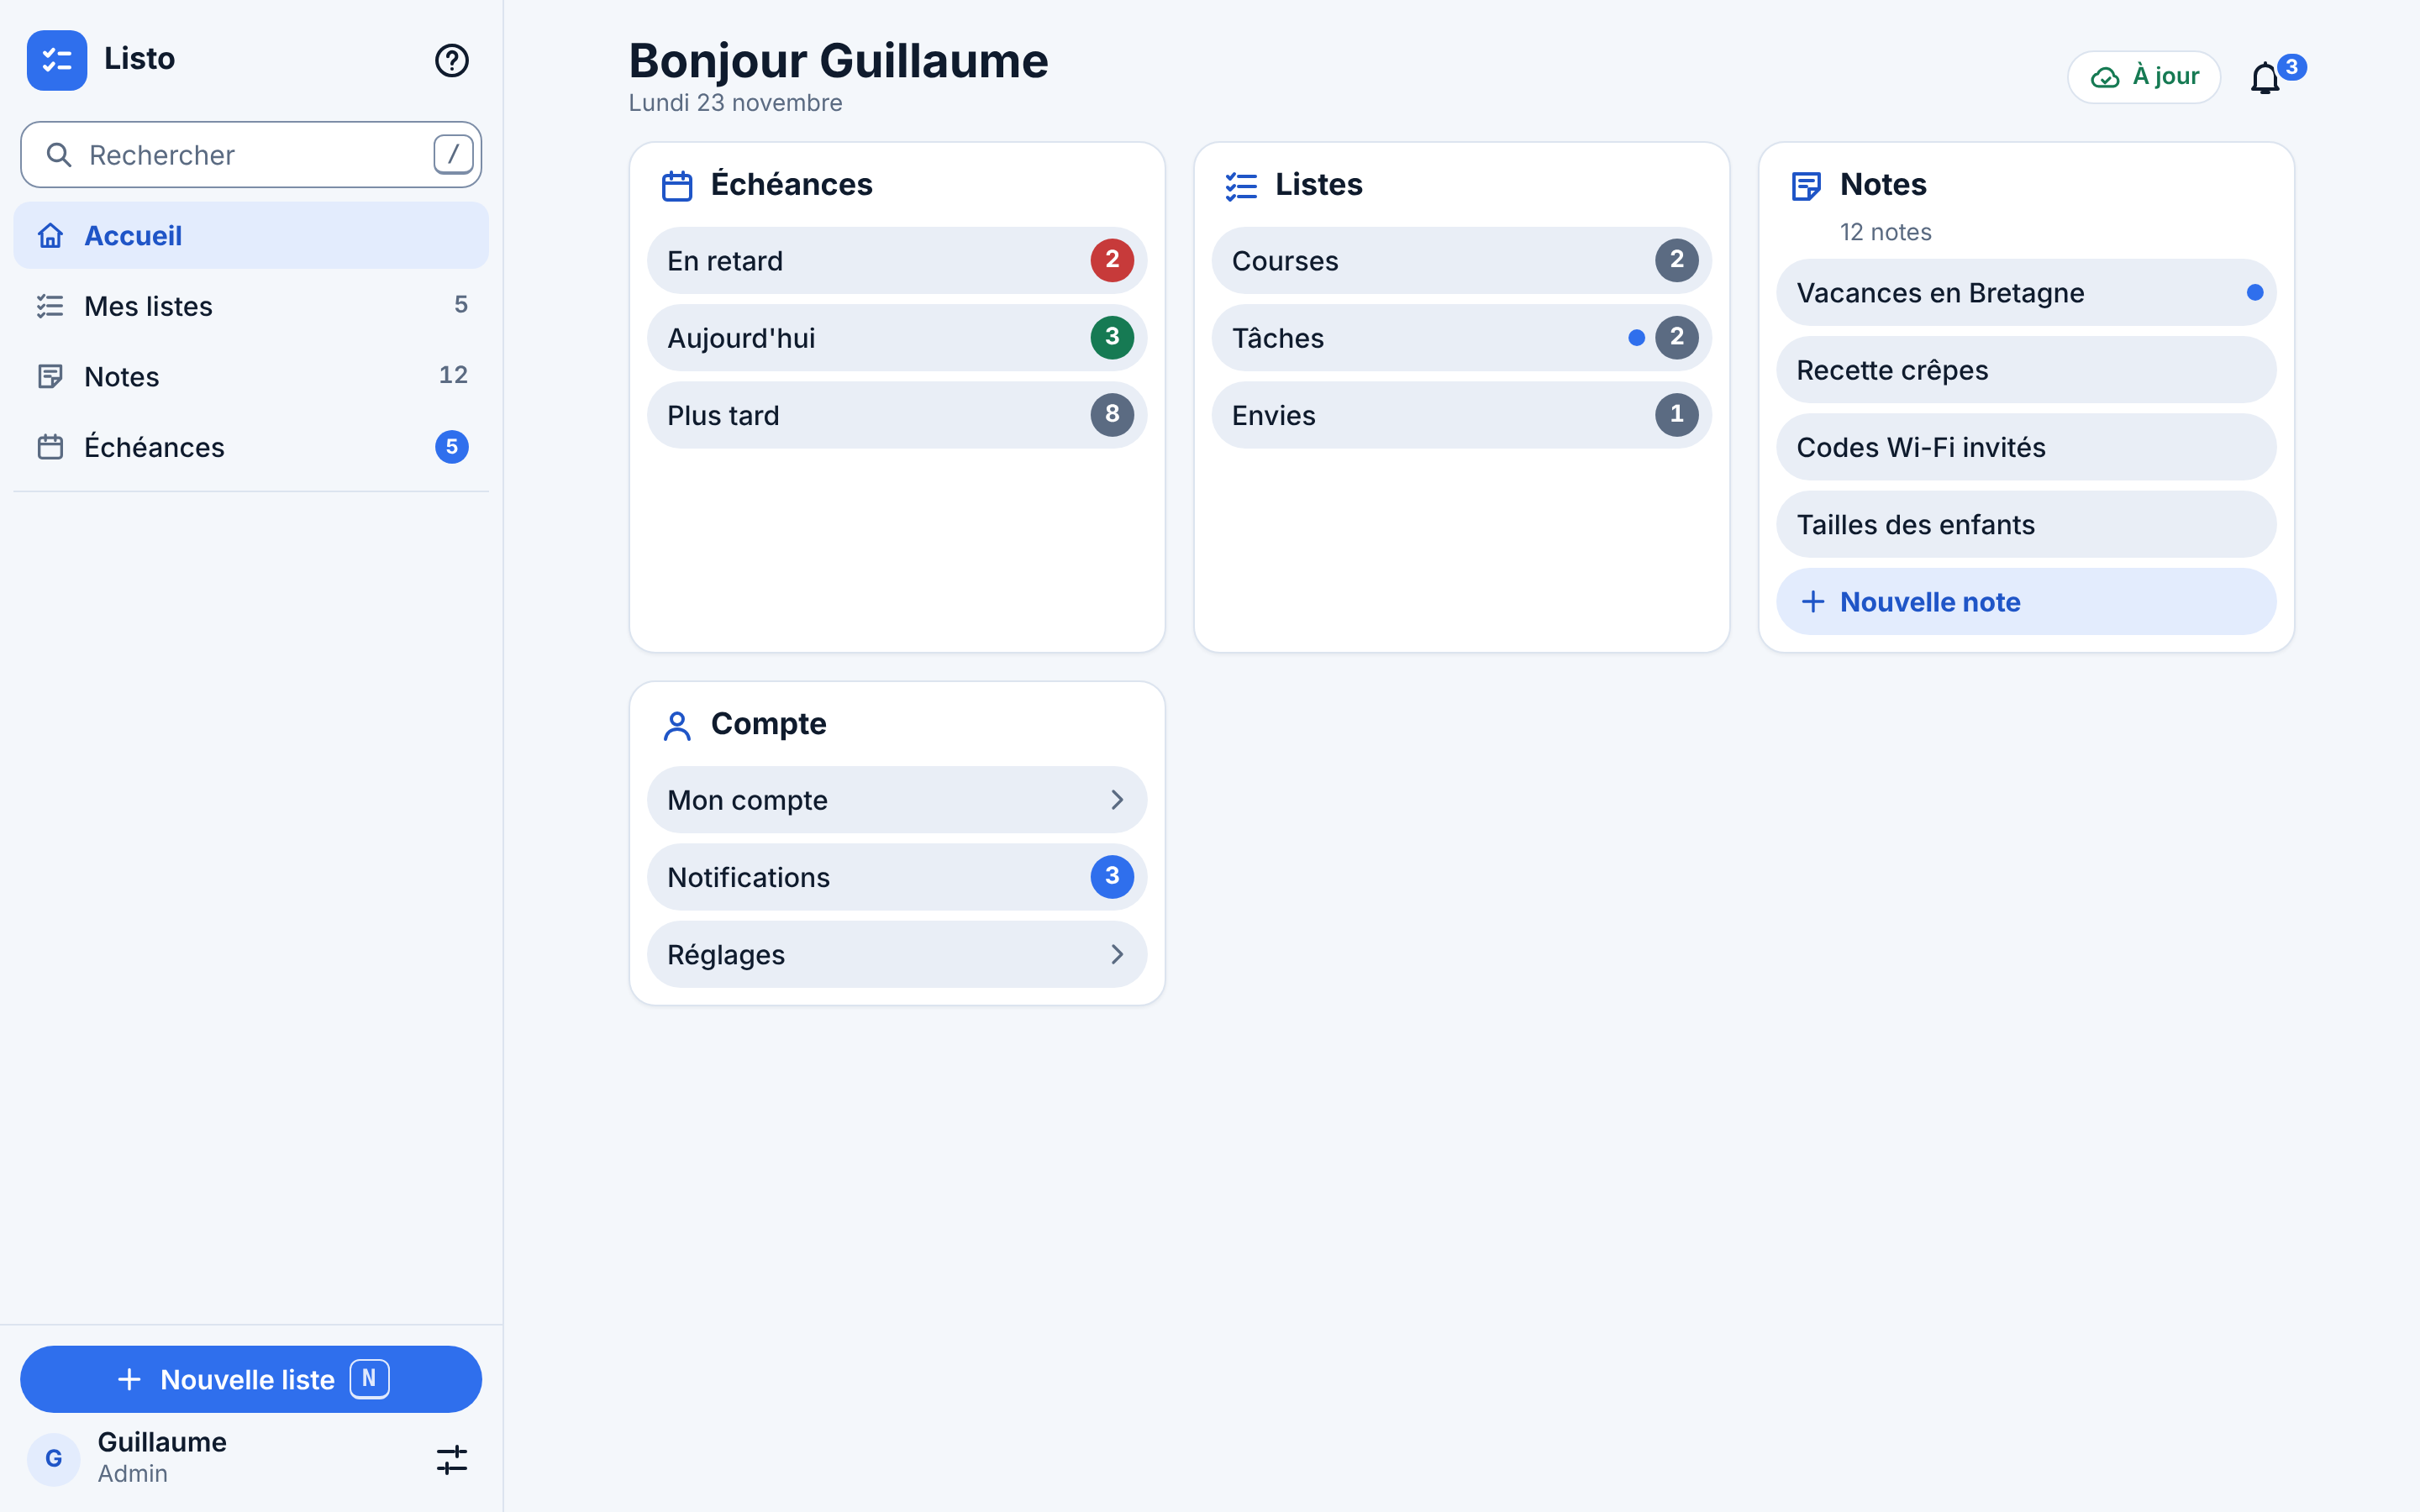 Listo
Rechercher /
Accueil
Mes listes 5
Notes 12
Échéances 5
Nouvelle liste N
G
Guillaume
Admin
Bonjour Guillaume
Lundi 23 novembre
À jour
3
Échéances
En retard 2
Aujourd'hui 3
Plus tard 8
Listes
Courses 2
Tâches 2
Envies 1
Notes
12 notes
Vacances en Bretagne
Recette crêpes
Codes Wi-Fi invités
Tailles des enfants
Nouvelle note
Compte
Mon compte
Notifications 3
Réglages